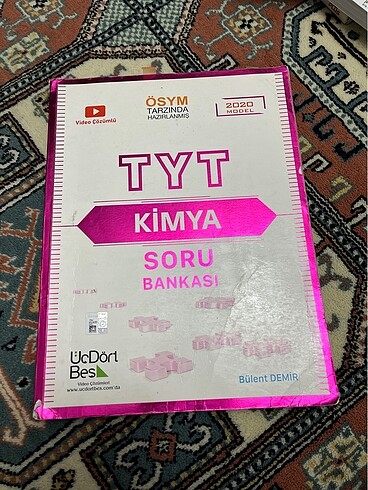 Video Çözümlü
ÖSYM
TARZINDA
HAZIRLANMIŞ
2020
MODEL
TYT
KİMYA
SORU
BANKASI
ÜçDört
Beş
Video Çözümleri
www.ucdortbes.com'da
Bülent DEMİR